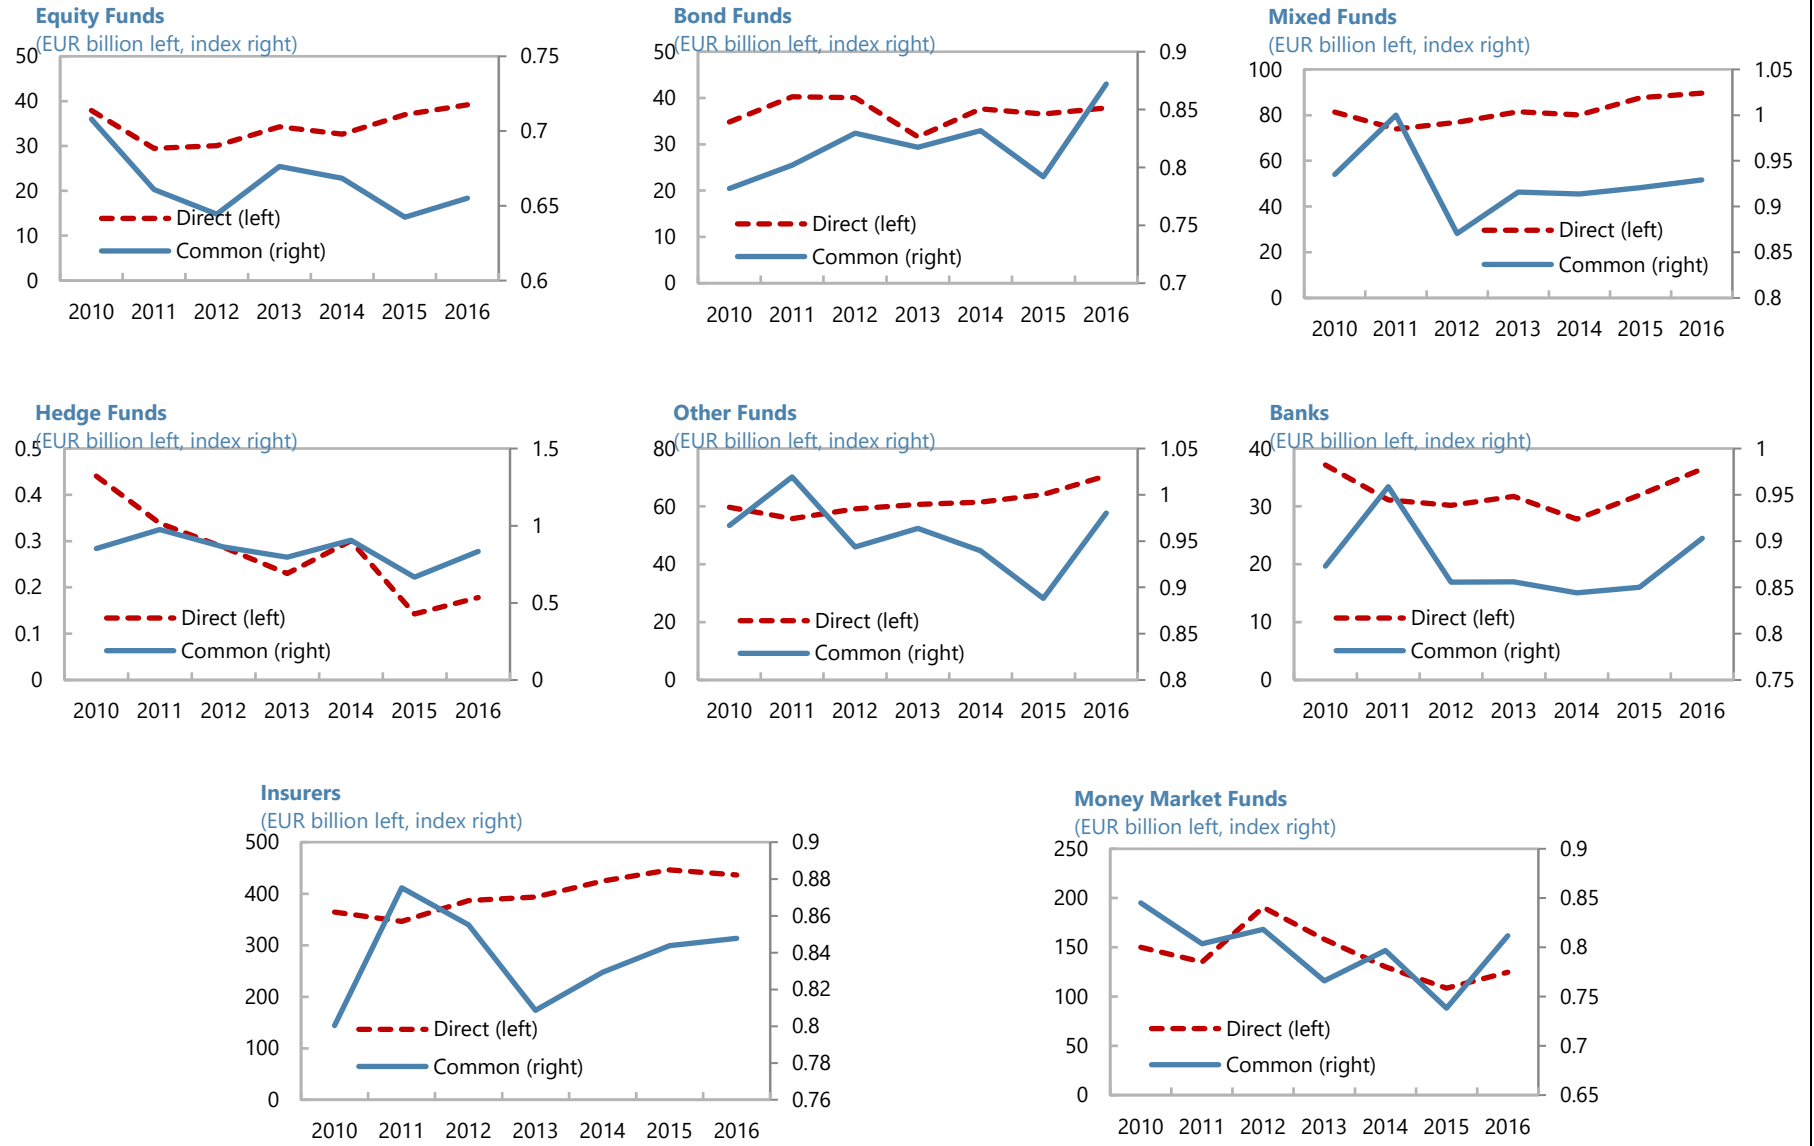 Equity Funds
(EUR billion left, index right)
50
40
30
20
10
0
0.75
0.7
0.65
0.6
Direct (left)
Common (right)
2010 2011 2012 2013 2014 2015 2016
Bond Funds
(EUR billion left, index right)
50
40
30
20
10
0
0.9
0.85
0.8
0.75
0.7
Direct (left)
Common (right)
2010 2011 2012 2013 2014 2015 2016
Mixed Funds
(EUR billion left, index right)
100
80
60
40
20
0
1.05
1
0.95
0.9
0.85
0.8
Direct (left)
Common (right)
2010 2011 2012 2013 2014 2015 2016
Hedge Funds
(EUR billion left, index right)
0.5
0.4
0.3
0.2
0.1
0
1.5
1
0.5
0
Direct (left)
Common (right)
2010 2011 2012 2013 2014 2015 2016
Other Funds
(EUR billion left, index right)
80
60
40
20
0
1.05
1
0.95
0.9
0.85
0.8
Direct (left)
Common (right)
2010 2011 2012 2013 2014 2015 2016
Banks
(EUR billion left, index right)
40
30
20
10
0
1
0.95
0.9
0.85
0.8
0.75
Direct (left)
Common (right)
2010 2011 2012 2013 2014 2015 2016
Insurers
(EUR billion left, index right)
500
400
300
200
100
0
0.9
0.88
0.86
0.84
0.82
0.8
0.78
0.76
Direct (left)
Common (right)
2010 2011 2012 2013 2014 2015 2016
Money Market Funds
(EUR billion left, index right)
250
200
150
100
50
0
0.9
0.85
0.8
0.75
0.7
0.65
Direct (left)
Common (right)
2010 2011 2012 2013 2014 2015 2016